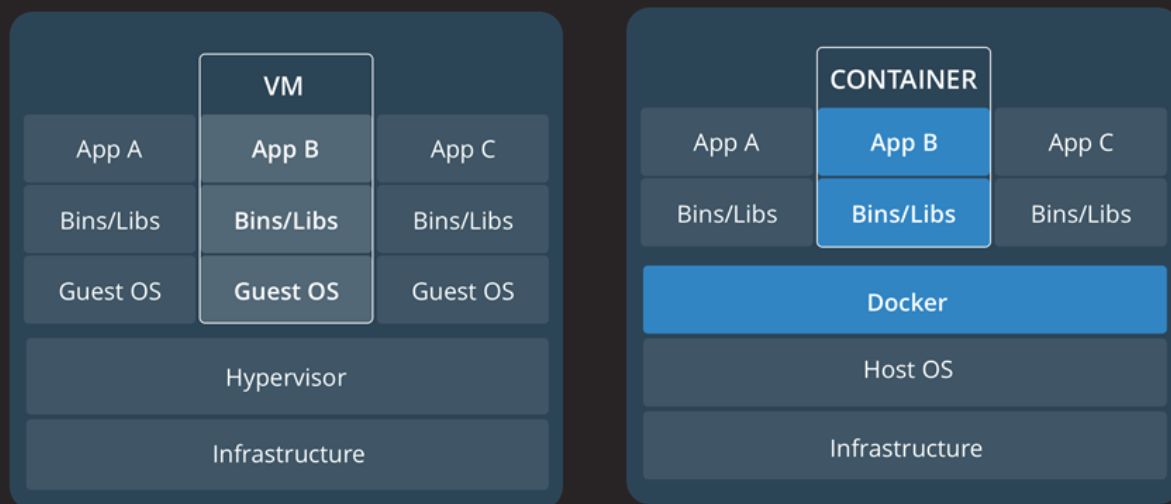 VM
App A
App B
App C
Bins/Libs
Bins/Libs
Bins/Libs
Guest OS
Guest OS
Guest OS
Hypervisor
Infrastructure
CONTAINER
App A
App B
App C
Bins/Libs
Bins/Libs
Bins/Libs
Docker
Host OS
Infrastructure